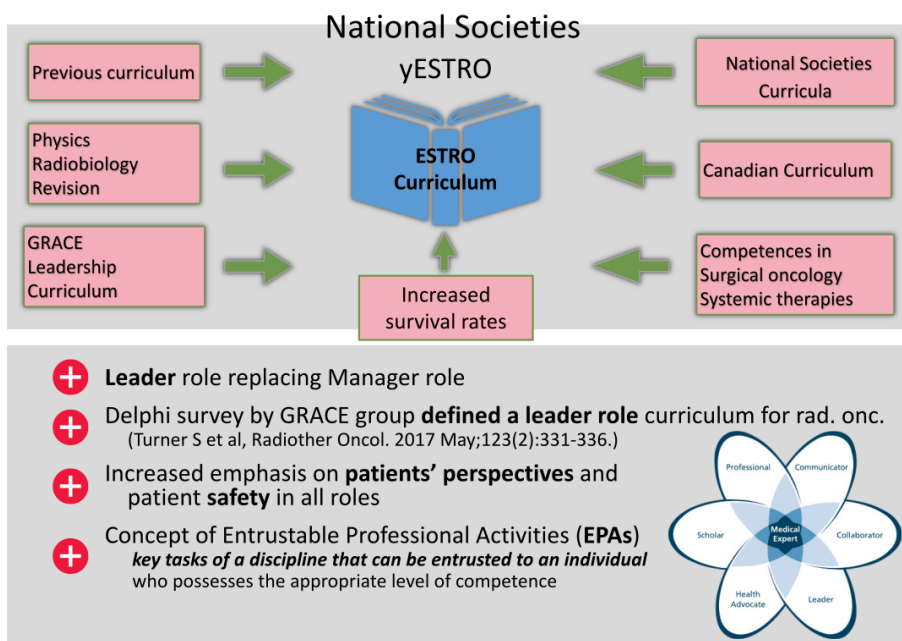 National Societies
yESTRO
Previous curriculum
Physics
Radiobiology
Revision
GRACE
Leadership
Curriculum
ESTRO
Curriculum
Increased
survival rates
National Societies
Curricula
Canadian Curriculum
Competences in
Surgical oncology
Systemic therapies
Leader role replacing Manager role
Delphi survey by GRACE group defined a leader role curriculum for rad. onc.
(Turner S et al, Radiother Oncol. 2017 May;123(2):331-336.)
Increased emphasis on patients’ perspectives and
patient safety in all roles
Concept of Entrustable Professional Activities (EPAs)
key tasks of a discipline that can be entrusted to an individual
who possesses the appropriate level of competence
Professional
Communicator
Scholar
Medical
Expert
Collaborator
Health
Advocate
Leader